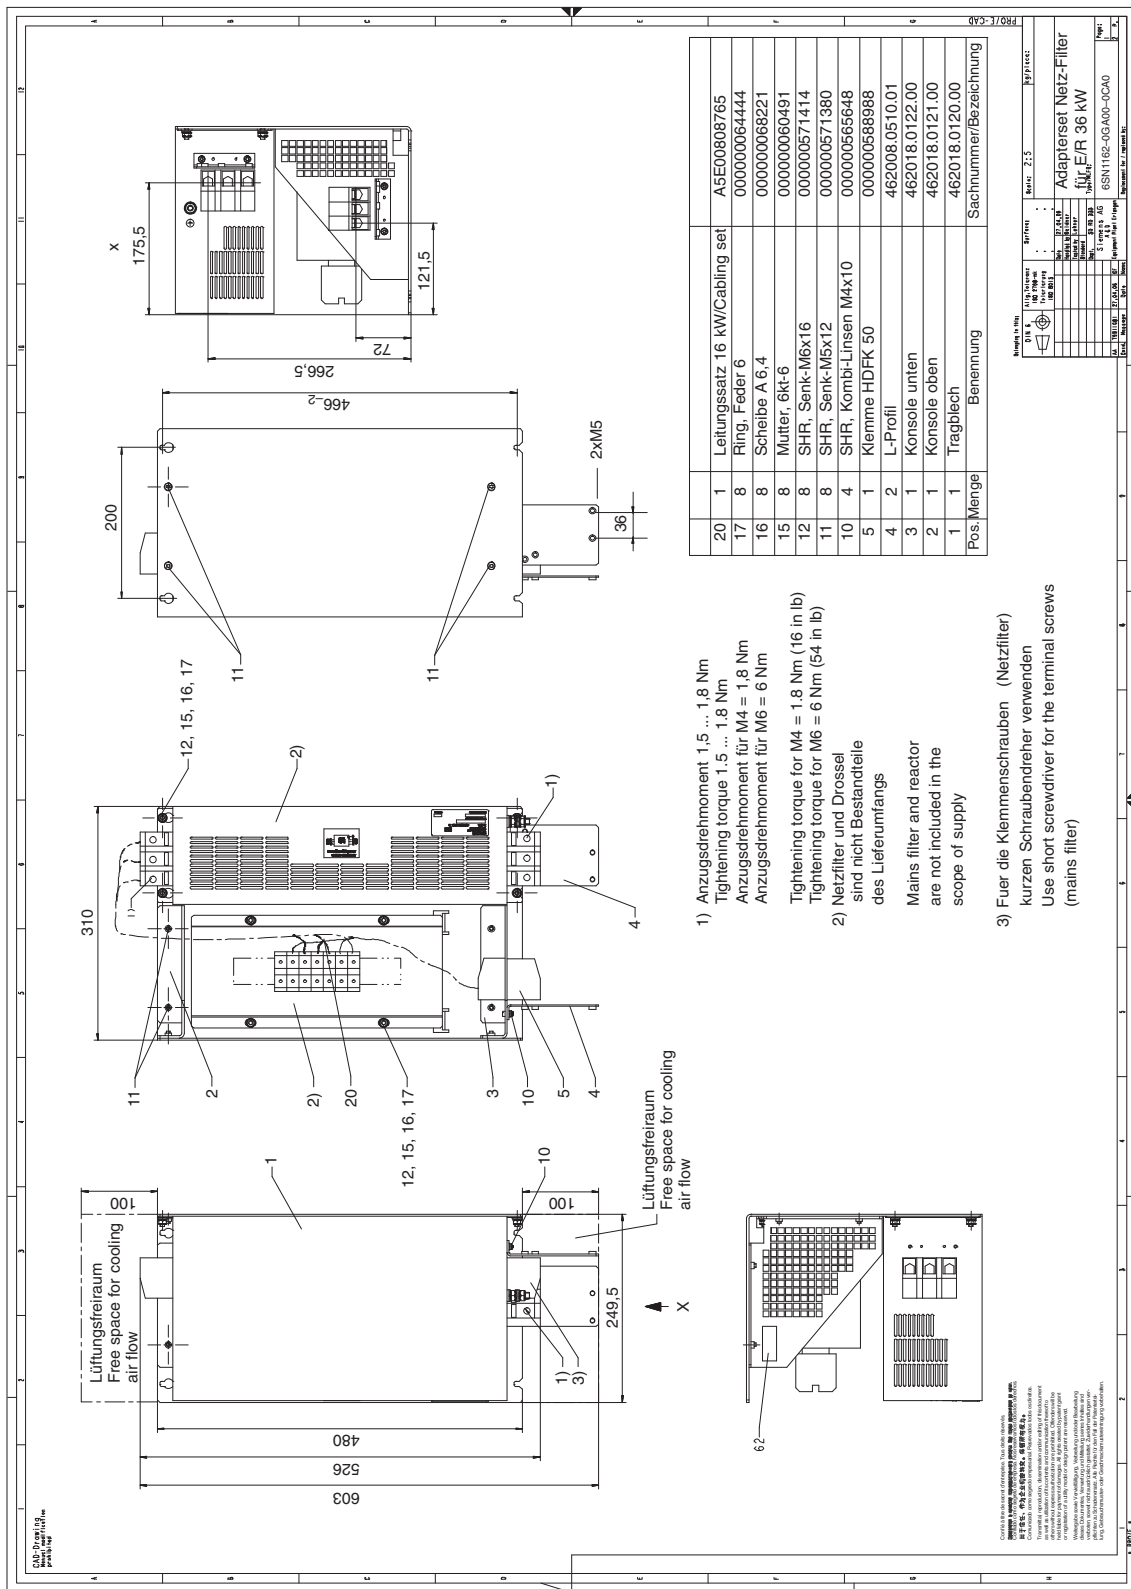 CAD-Drawing
Manual modification
prohibited
PRO/E-CAD
Lüftungsfreiraum
Free space for cooling
air flow
100
1
10
100
Lüftungsfreiraum
Free space for cooling
air flow
249,5
X
1)
3)
480
526
603
62
310
11
2
2)
20
12, 15, 16, 17
3
10
5
4
12, 15, 16, 17
2)
1)
4
200
11
11
466-2
36
2xM5
X
175,5
121,5
72
266,5
1) Anzugsdrehmoment 1,5 ... 1,8 Nm
Tightening torque 1.5 ... 1.8 Nm
Anzugsdrehmoment für M4 = 1,8 Nm
Anzugsdrehmoment für M6 = 6 Nm
Tightening torque for M4 = 1.8 Nm (16 in lb)
Tightening torque for M6 = 6 Nm (54 in lb)
2) Netzfilter und Drossel
sind nicht Bestandteile
des Lieferumfangs
Mains filter and reactor
are not included in the
scope of supply
3) Fuer die Klemmenschrauben (Netzfilter)
kurzen Schraubendreher verwenden
Use short screwdriver for the terminal screws
(mains filter)
20 1 Leitungssatz 16 kW/Cabling set A5E00808765
17 8 Ring, Feder 6 000000064444
16 8 Scheibe A 6,4 000000068221
15 8 Mutter, 6kt-6 000000060491
12 8 SHR, Senk-M6x16 000000571414
11 8 SHR, Senk-M5x12 000000571380
10 4 SHR, Kombi-Linsen M4x10 000000565648
5 1 Klemme HDFK 50 000000588988
4 2 L-Profil 462008.0510.01
3 1 Konsole unten 462018.0122.00
2 1 Konsole oben 462018.0121.00
1 1 Tragblech 462018.0120.00
Pos. Menge Benennung Sachnummer/Bezeichnung
DIN 6
Scale: 2:5
kg/piece:
Adapterset Netz-Filter
für E/R 36 kW
6SN1162-0GA00-0CA0
Siemens AG